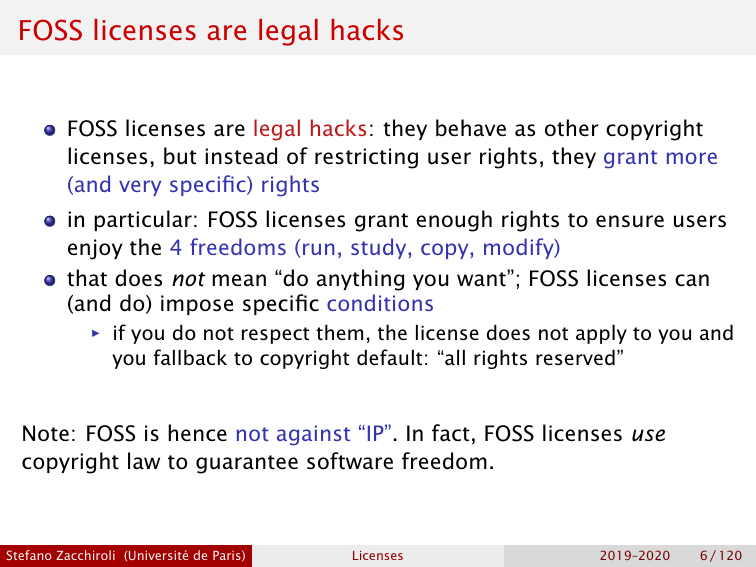 FOSS licenses are legal hacks
FOSS licenses are legal hacks: they behave as other copyright
licenses, but instead of restricting user rights, they grant more
(and very specific) rights
in particular: FOSS licenses grant enough rights to ensure users
enjoy the 4 freedoms (run, study, copy, modify)
that does not mean “do anything you want”; FOSS licenses can
(and do) impose specific conditions
if you do not respect them, the license does not apply to you and
you fallback to copyright default: “all rights reserved”
Note: FOSS is hence not against “IP”. In fact, FOSS licenses use
copyright law to guarantee software freedom.
Stefano Zacchiroli (Université de Paris) Licenses 2019–2020 6 / 120